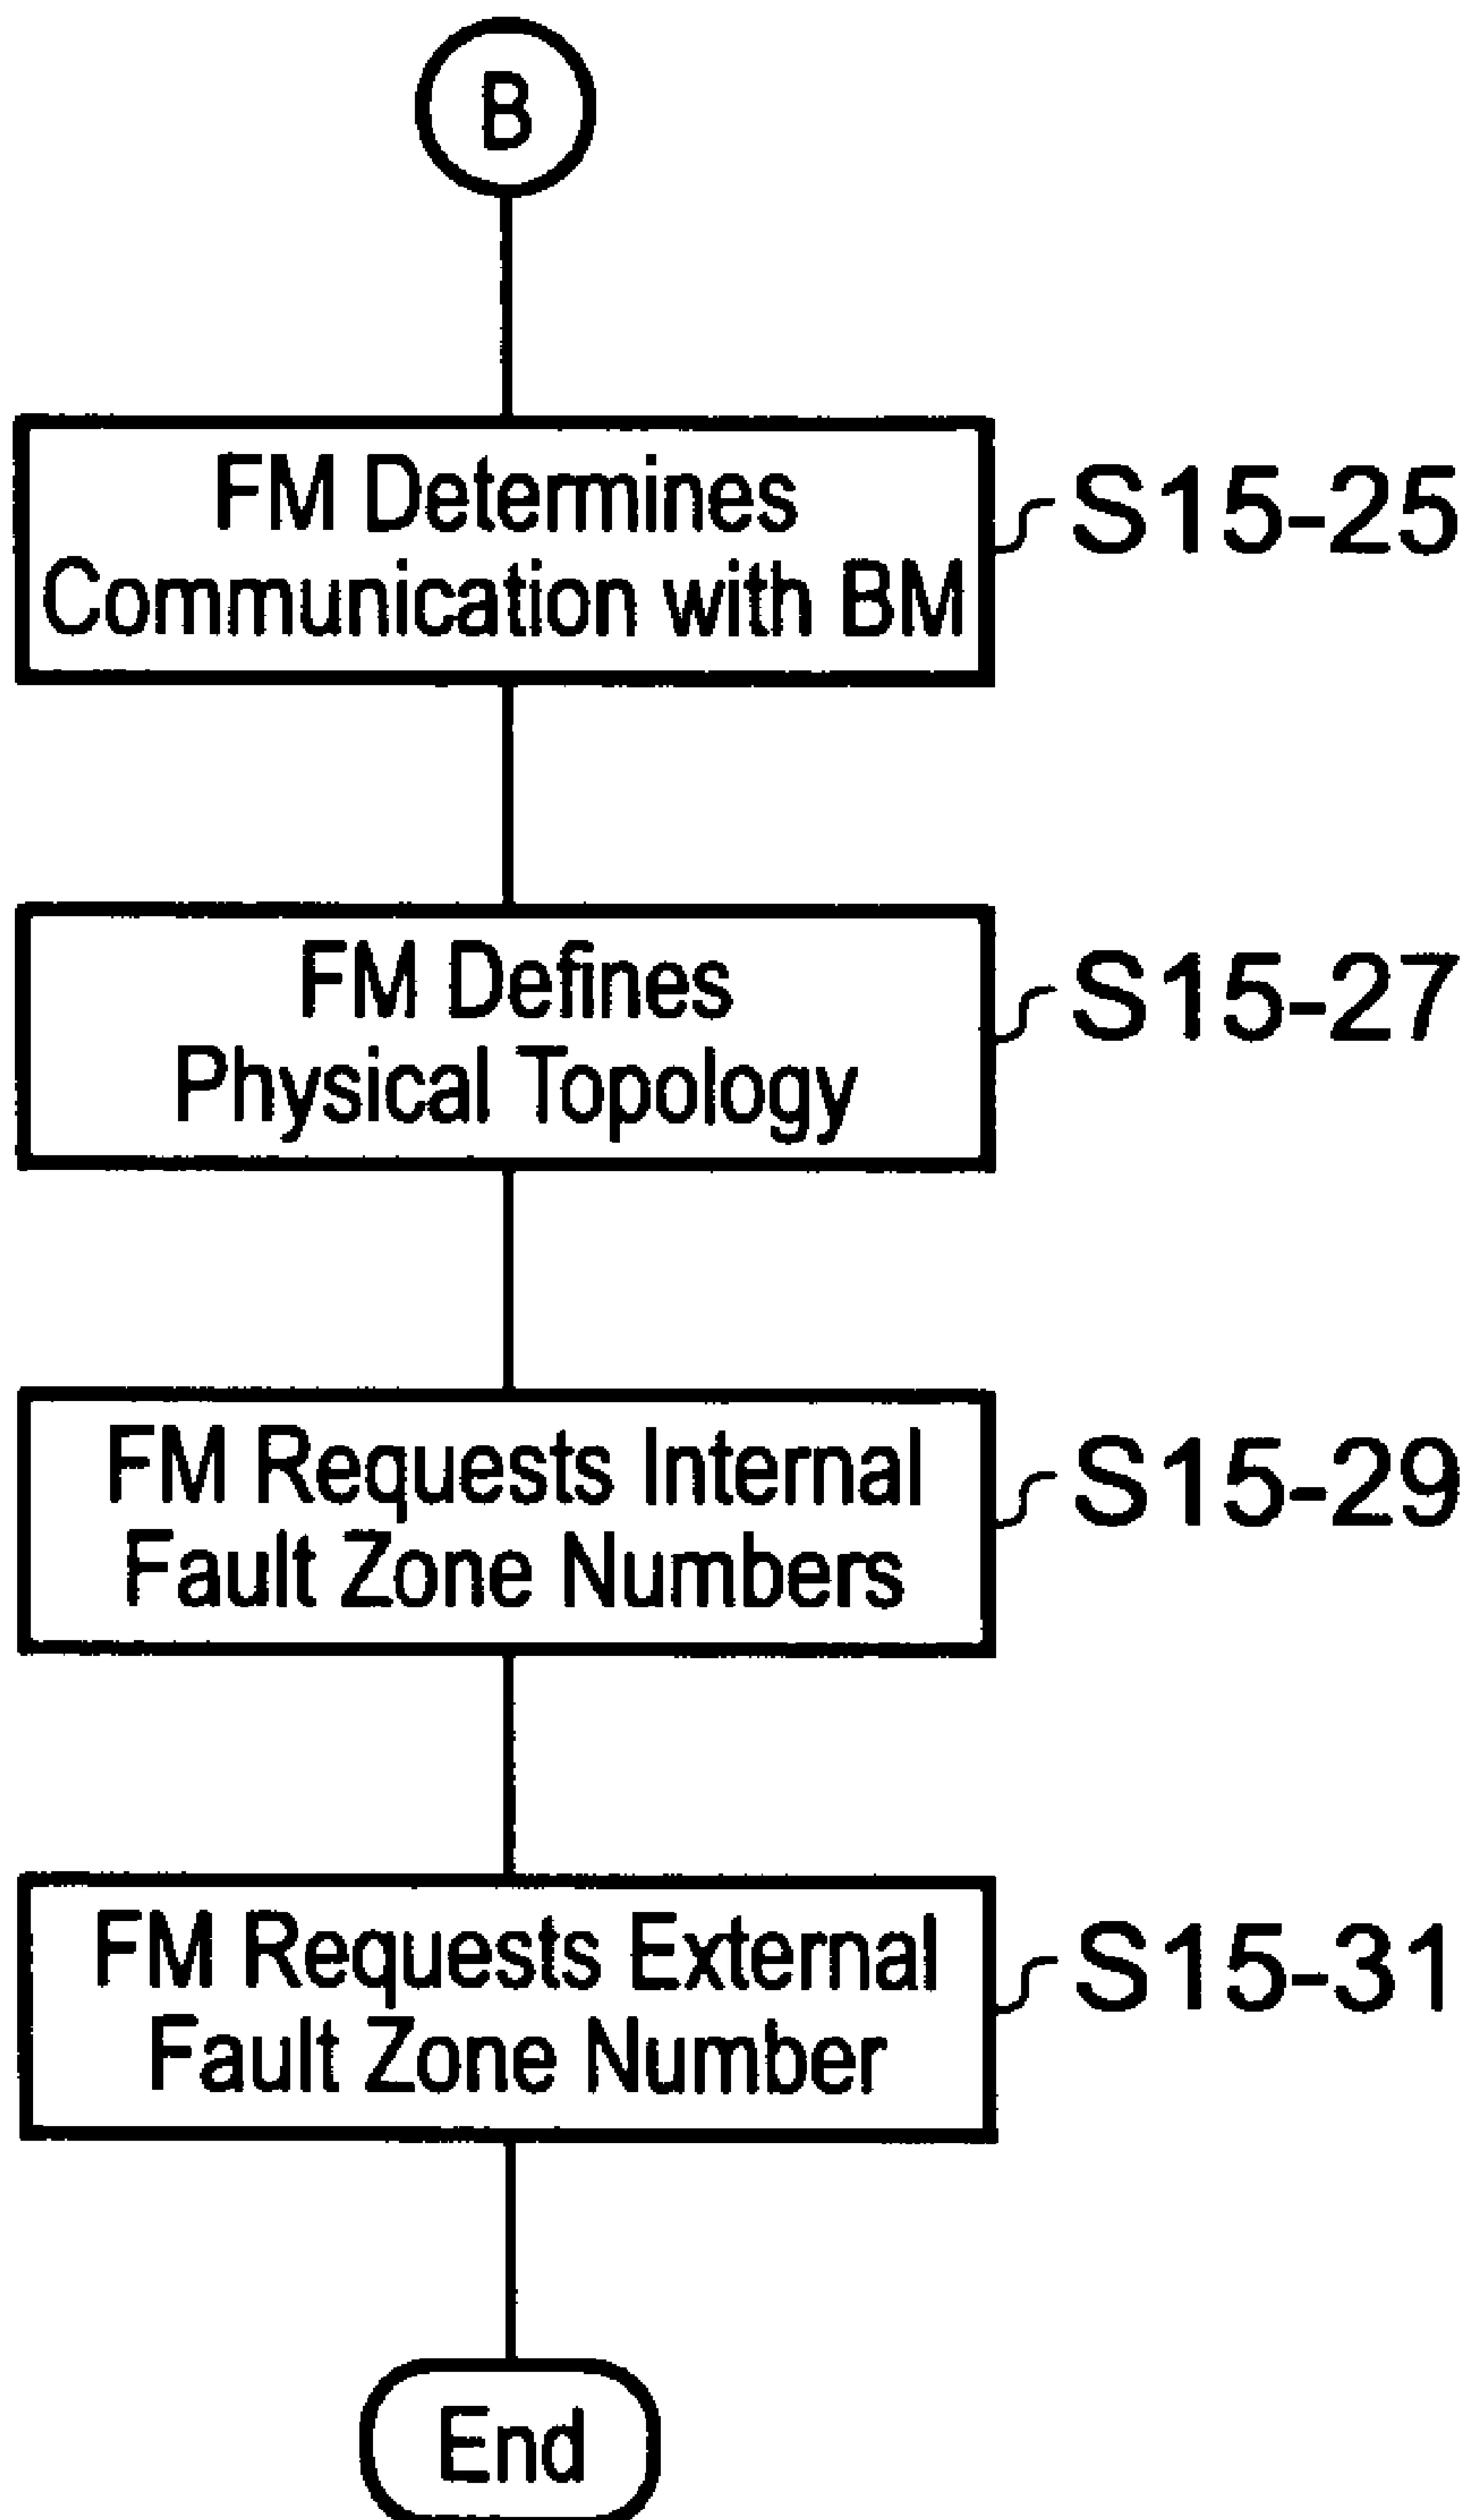 B
FM Determines
Communication with BM
S15-25
FM Defines
Physical Topology
S15-27
FM Requests Internal
Fault Zone Numbers
S15-29
FM Requests External
Fault Zone Number
S15-31
End